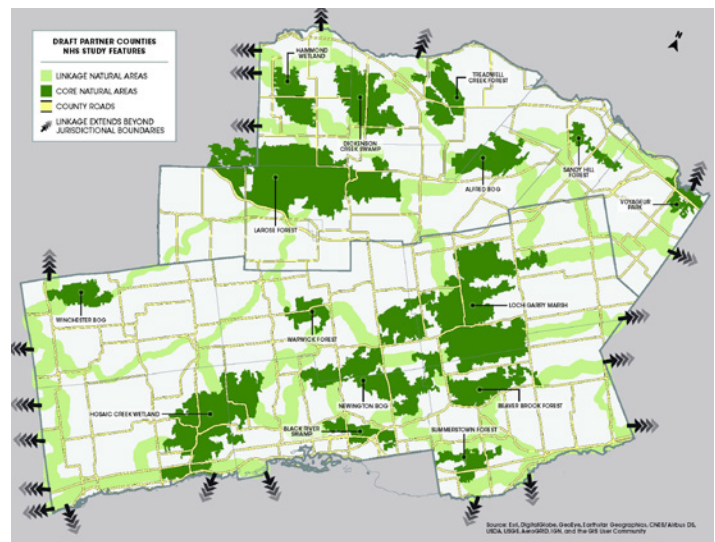 DRAFT PARTNER COUNTIES
NHS STUDY FEATURES
LINKAGE NATURAL AREAS
CORE NATURAL AREAS
COUNTY ROADS
LINKAGE EXTENDS BEYOND
JURISDICTIONAL BOUNDARIES
HAMMOND
WETLAND
TREADWELL
CREEK FOREST
DICKENSON
CREEK SWAMP
SANDY HILL
FOREST
ALFRED BOG
VOYAGEUR
PARK
LAROSE FOREST
WINCHESTER BOG
LOCH GARRY MARSH
WARWICK FOREST
HOSAIC CREEK WETLAND
NEWINGTON BOG
BEAVER BROOK FOREST
BLACK RIVER
SWAMP
SUMMERSTOWN FOREST
Source: Esri, DigitalGlobe, GeoEye, Earthstar Geographics, CNES/Airbus DS,
USDA, USGS, AeroGRID, IGN, and the GIS User Community
N